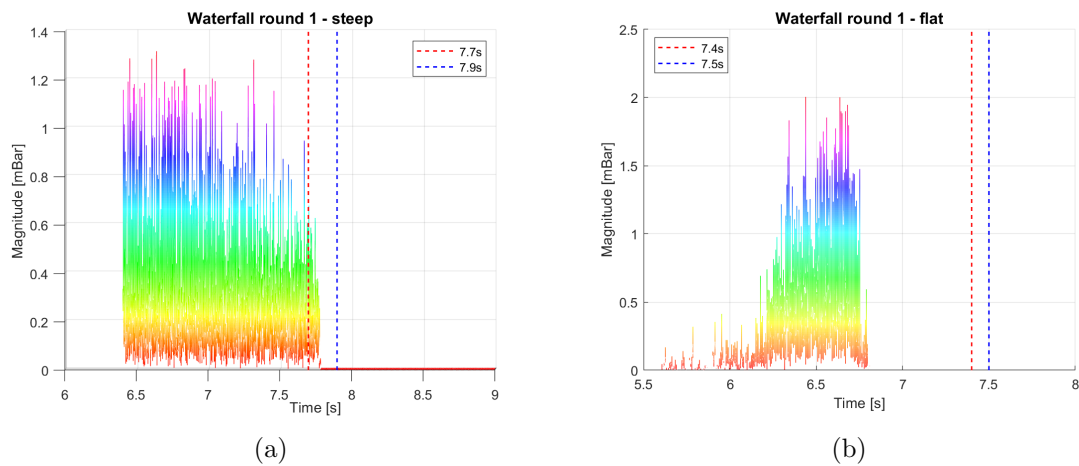 Waterfall round 1 - steep
1.4
1.2
1
0.8
0.6
0.4
0.2
0
Magnitude [mBar]
7.7s
7.9s
6
6.5
7
7.5
8
8.5
9
Time [s]
(a)
Waterfall round 1 - flat
2.5
2
1.5
1
0.5
0
Magnitude [mBar]
7.4s
7.5s
5.5
6
6.5
7
7.5
8
Time [s]
(b)